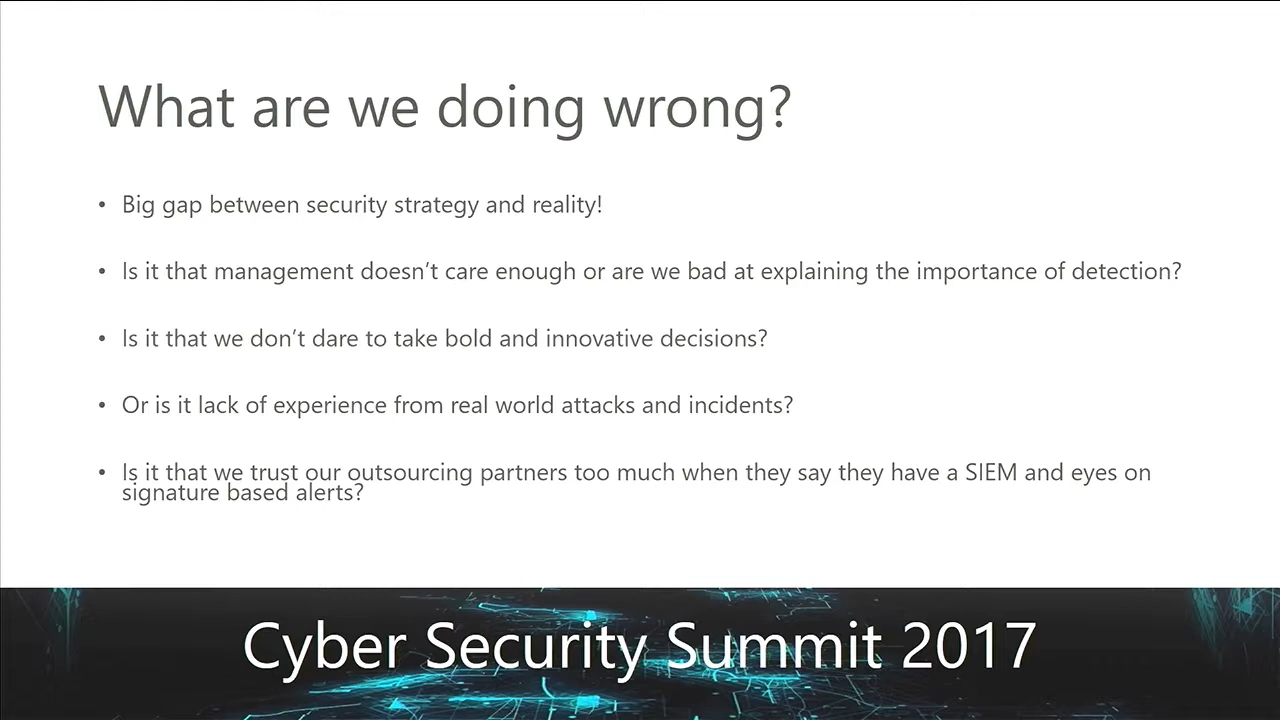 What are we doing wrong?
• Big gap between security strategy and reality!
• Is it that management doesn’t care enough or are we bad at explaining the importance of detection?
• Is it that we don’t dare to take bold and innovative decisions?
• Or is it lack of experience from real world attacks and incidents?
• Is it that we trust our outsourcing partners too much when they say they have a SIEM and eyes on
signature based alerts?
Cyber Security Summit 2017